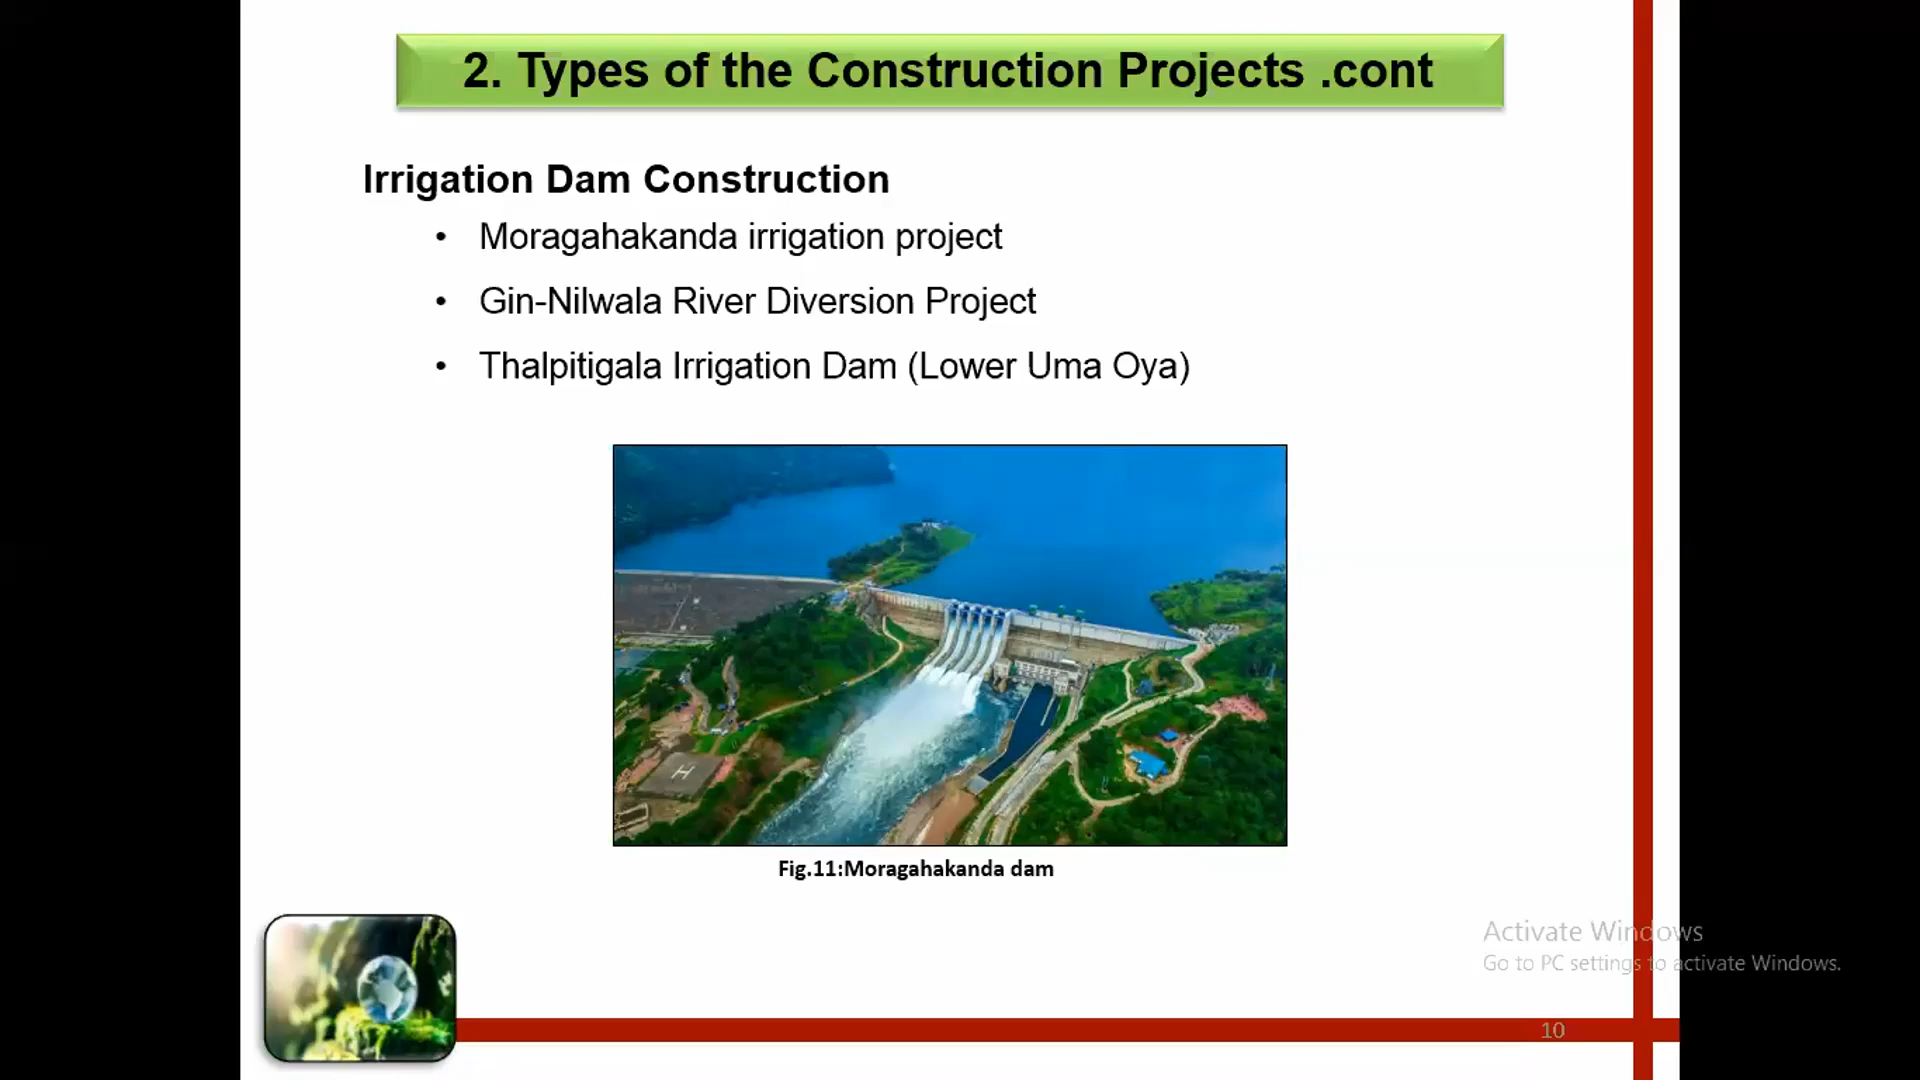 2. Types of the Construction Projects .cont
Irrigation Dam Construction
• Moragahakanda irrigation project
• Gin-Nilwala River Diversion Project
• Thalpitigala Irrigation Dam (Lower Uma Oya)
H
Fig.11:Moragahakanda dam
Activate Windows
Go to PC settings to activate Windows.
10